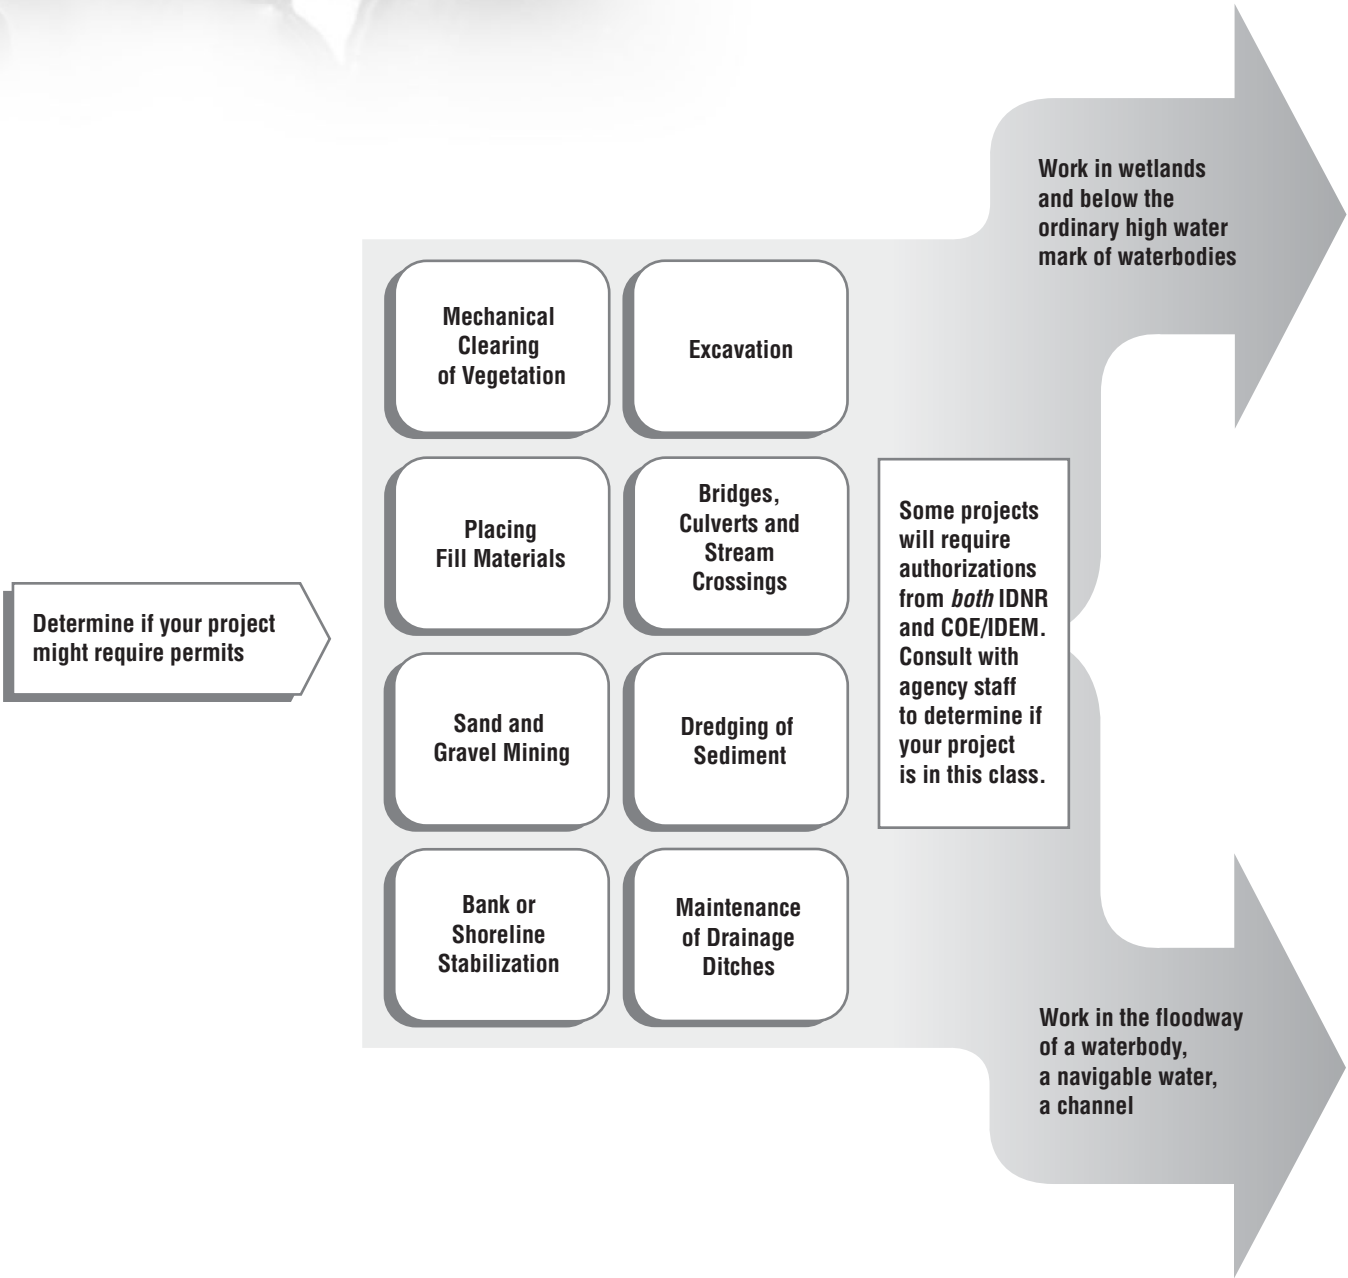 Determine if your project
might require permits
Mechanical
Clearing
of Vegetation
Excavation
Placing
Fill Materials
Bridges,
Culverts and
Stream
Crossings
Sand and
Gravel Mining
Dredging of
Sediment
Bank or
Shoreline
Stabilization
Maintenance
of Drainage
Ditches
Some projects
will require
authorizations
from both IDNR
and COE/IDEM.
Consult with
agency staff
to determine if
your project
is in this class.
Work in wetlands
and below the
ordinary high water
mark of waterbodies
Work in the floodway
of a waterbody,
a navigable water,
a channel